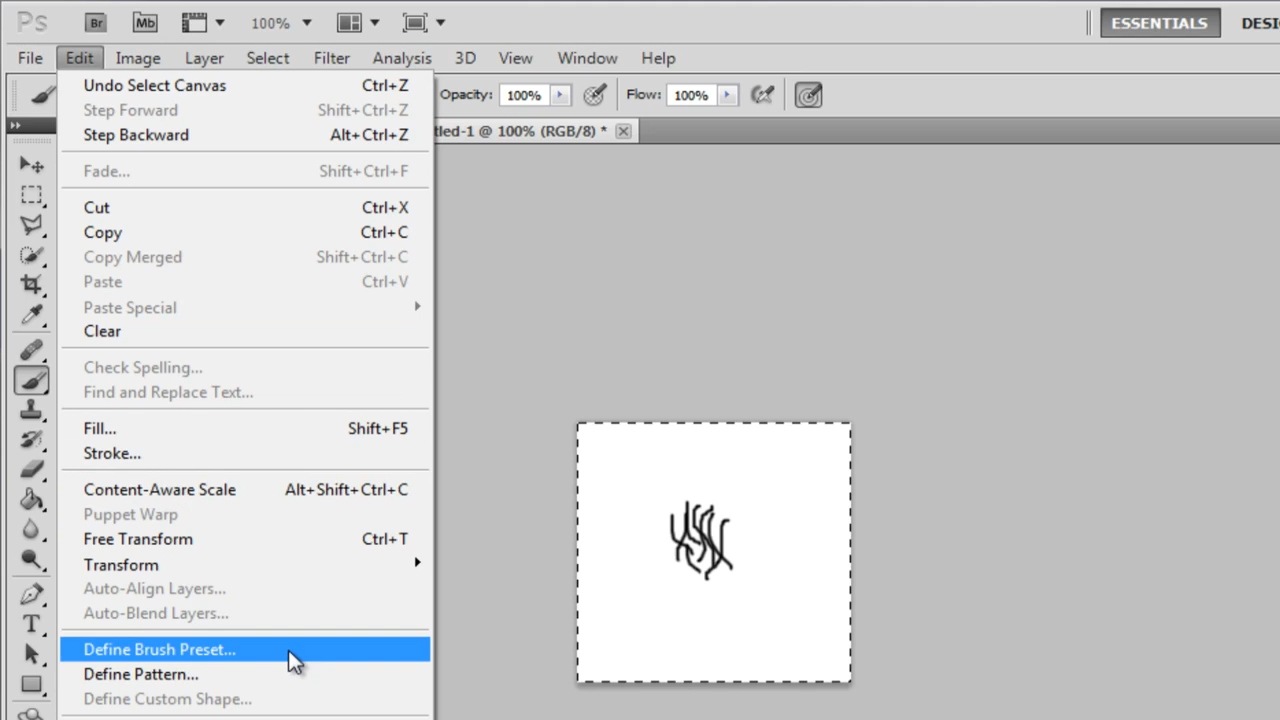 Ps Br Mb 100% ESSENTIALS DESI
File Edit Image Layer Select Filter Analysis 3D View Window Help
Opacity: 100% Flow: 100%
tled-1 @ 100% (RGB/8) *
Undo Select Canvas Ctrl+Z
Step Forward Shift+Ctrl+Z
Step Backward Alt+Ctrl+Z
Fade... Shift+Ctrl+F
Cut Ctrl+X
Copy Ctrl+C
Copy Merged Shift+Ctrl+C
Paste Ctrl+V
Paste Special
Clear
Check Spelling...
Find and Replace Text...
Fill... Shift+F5
Stroke...
Content-Aware Scale Alt+Shift+Ctrl+C
Puppet Warp
Free Transform Ctrl+T
Transform
Auto-Align Layers...
Auto-Blend Layers...
Define Brush Preset...
Define Pattern...
Define Custom Shape...